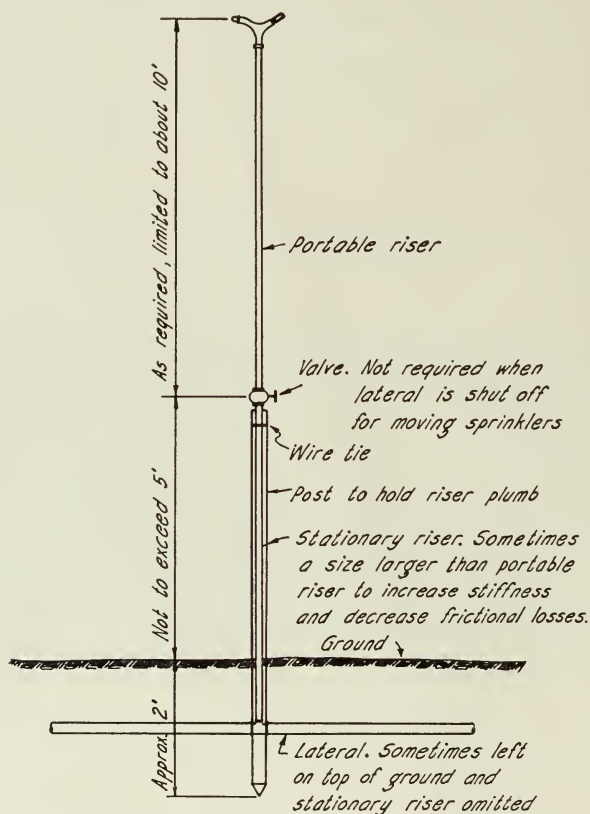 As required, limited to about 10'
Portable riser
Valve. Not required when
lateral is shut off
for moving sprinklers
Wire tie
Not to exceed 5'
Post to hold riser plumb
Stationary riser. Sometimes
a size larger than portable
riser to increase stiffness
and decrease frictional losses.
Ground
Approx. 2'
Lateral. Sometimes left
on top of ground and
stationary riser omitted